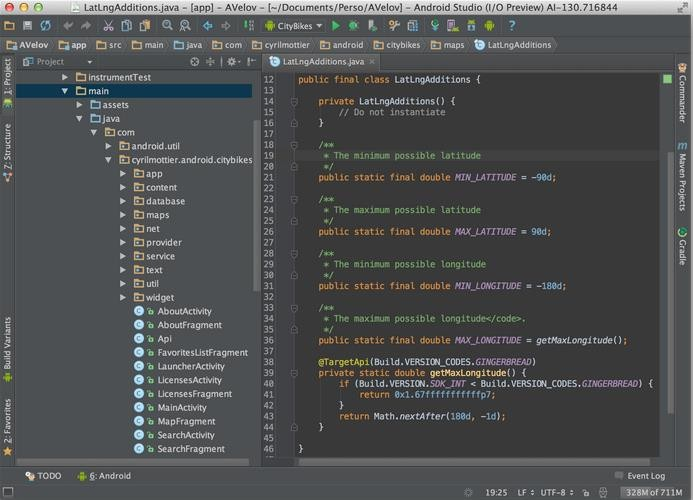 LatLngAdditions.java - [app] - AVelov - [~/Documents/Perso/AVelov] - Android Studio (I/O Preview) AI-130.716844
CityBikes
AVelov app src main java com cyrilmottier android citybikes maps LatLngAdditions
Project
LatLngAdditions.java
1: Project
Z: Structure
Build Variants
2: Favorites
instrumentTest
main
assets
java
com
android.util
cyrilmottier.android.citybikes
app
content
database
maps
net
provider
service
text
util
widget
AboutActivity
AboutFragment
Api
FavoritesListFragment
LauncherActivity
LicensesActivity
LicensesFragment
MainActivity
MapFragment
SearchActivity
SearchFragment
12 public final class LatLngAdditions {
13
14 private LatLngAdditions() {
15 // Do not instantiate
16 }
17
18 /**
19 * The minimum possible latitude
20 */
21 public static final double MIN_LATITUDE = -90d;
22
23 /**
24 * The maximum possible latitude
25 */
26 public static final double MAX_LATITUDE = 90d;
27
28 /**
29 * The minimum possible longitude
30 */
31 public static final double MIN_LONGITUDE = -180d;
32
33 /**
34 * The maximum possible longitude</code>.
35 */
36 public static final double MAX_LONGITUDE = getMaxLongitude();
37
38 @TargetApi(Build.VERSION_CODES.GINGERBREAD)
39 private static double getMaxLongitude() {
40 if (Build.VERSION.SDK_INT < Build.VERSION_CODES.GINGERBREAD) {
41 return 0x1.67fffffffffffp7;
42 }
43 return Math.nextAfter(180d, -1d);
44 }
45
46 }
Commander
m Maven Projects
Gradle
TODO 6: Android Event Log
19:25 LF UTF-8 328M of 711M